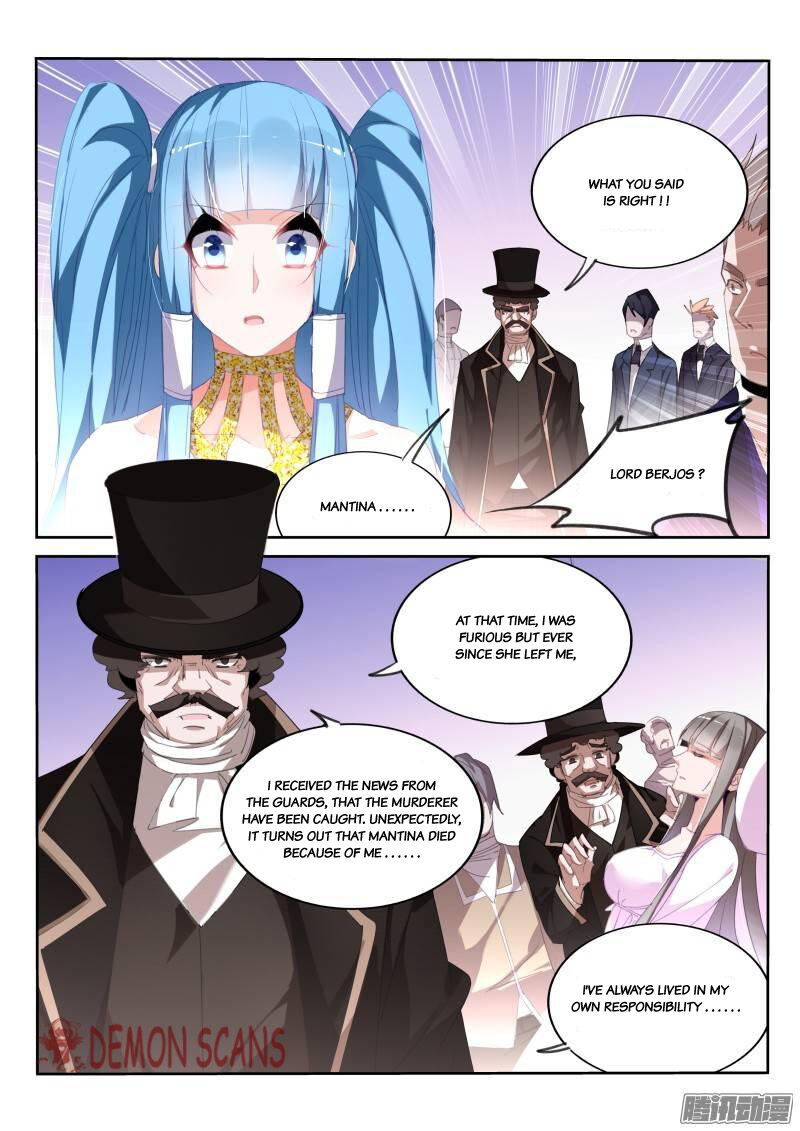 WHAT YOU SAID
IS RIGHT ! !
LORD BERJOS ?
MANTINA . . . . . .
AT THAT TIME, I WAS
FURIOUS BUT EVER
SINCE SHE LEFT ME,
I RECEIVED THE NEWS FROM
THE GUARDS, THAT THE MURDERER
HAVE BEEN CAUGHT. UNEXPECTEDLY,
IT TURNS OUT THAT MANTINA DIED
BECAUSE OF ME . . . . . .
I'VE ALWAYS LIVED IN MY
OWN RESPONSIBILITY . . . . . .
DEMON SCANS
腾讯动漫